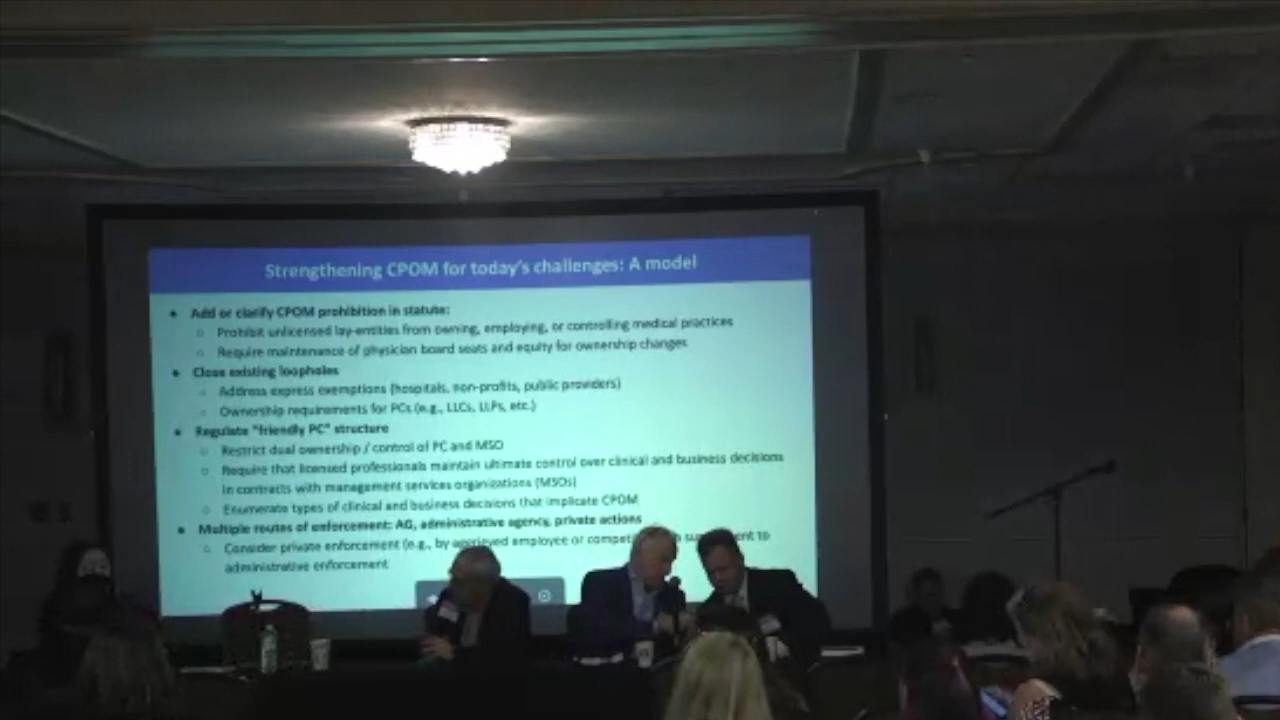 Strengthening CPOM for today's challenges: A model
• Add or clarify CPOM prohibition in statute:
○ Prohibit unlicensed lay-entities from owning, employing, or controlling medical practices
○ Require maintenance of physician board seats and equity for ownership changes
• Close existing loopholes
○ Address express exemptions (hospitals, non-profits, public providers)
○ Ownership requirements for PCs (e.g., LLCs, LLPs, etc.)
• Regulate "friendly PC" structure
○ Restrict dual ownership / control of PC and MSO
○ Require that licensed professionals maintain ultimate control over clinical and business decisions
in contracts with management services organizations (MSOs)
○ Enumerate types of clinical and business decisions that implicate CPOM
• Multiple routes of enforcement: AG, administrative agency, private actions
○ Consider private enforcement (e.g., by aggrieved employee or to
administrative enforcement